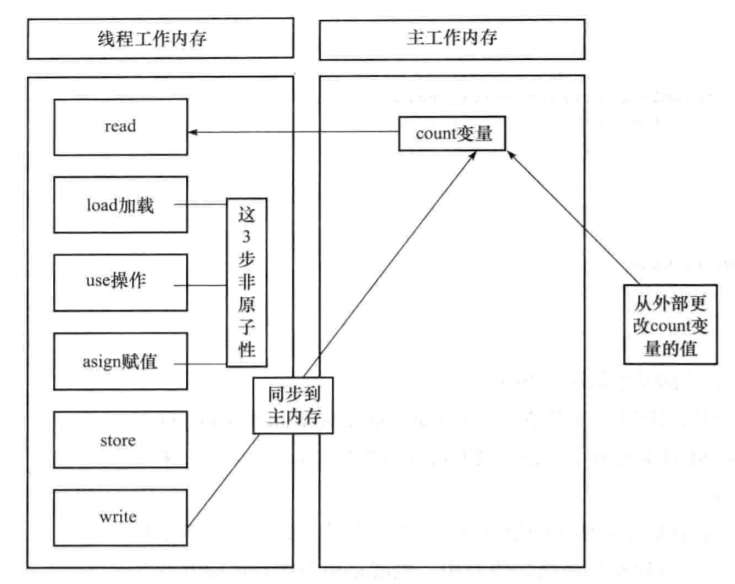 线程工作内存
主工作内存
read
count变量
load加载
这
3
步
非
原
子
性
use操作
从外部更
改count变
量的值
asign赋值
同步到
主内存
store
write